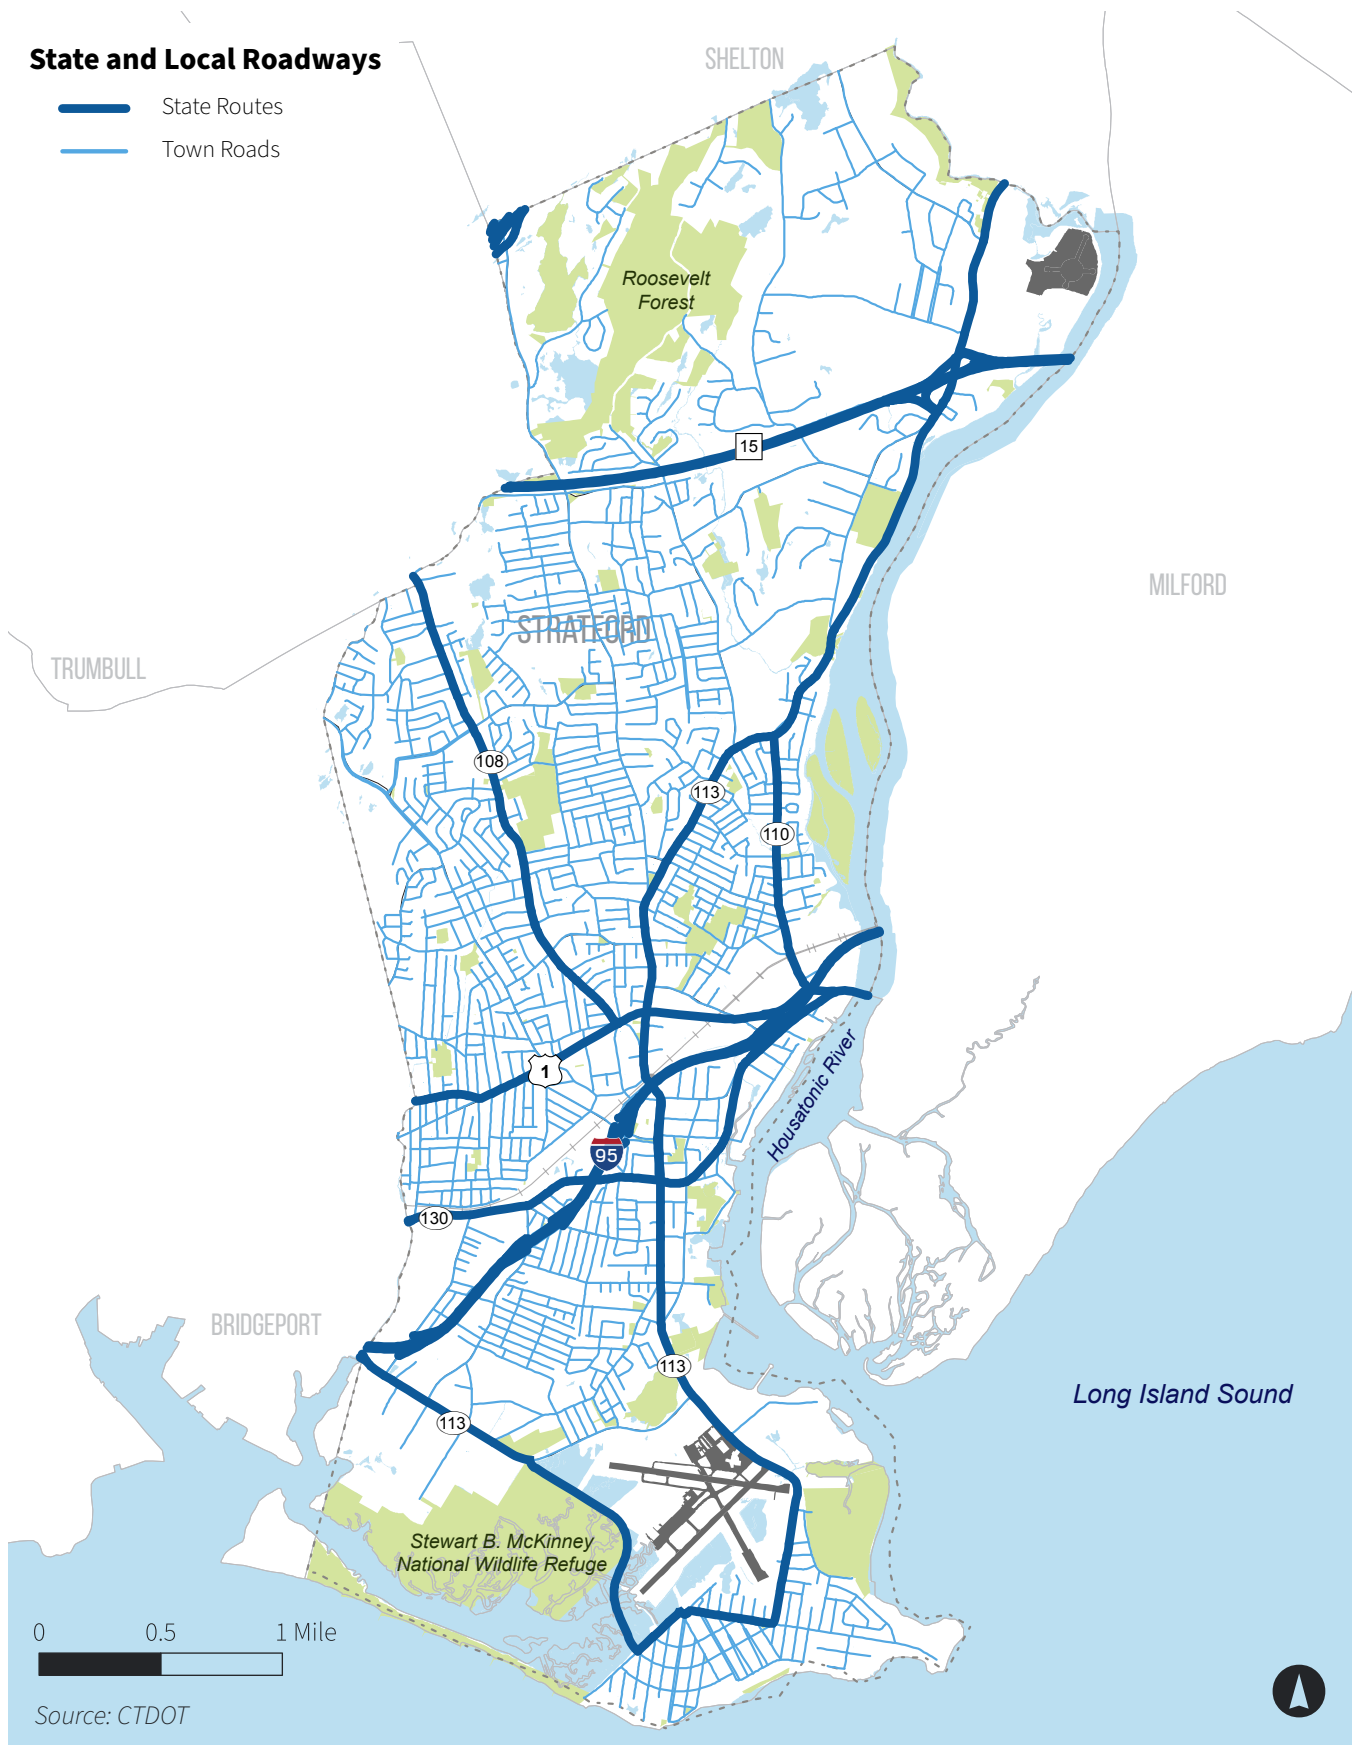 State and Local Roadways
State Routes
Town Roads
SHELTON
Roosevelt
Forest
15
MILFORD
STRATFORD
TRUMBULL
108
113
110
1
95
Housatonic River
130
BRIDGEPORT
113
Long Island Sound
113
Stewart B. McKinney
National Wildlife Refuge
0 0.5 1 Mile
Source: CTDOT